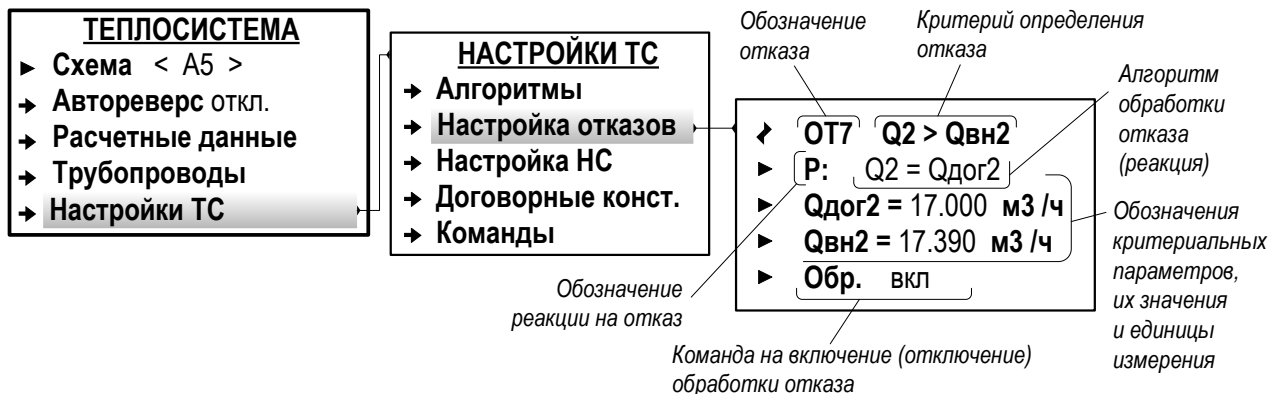 ТЕПЛОСИСТЕМА
Схема < А5 >
Автореверс откл.
Расчетные данные
Трубопроводы
Настройки ТС
НАСТРОЙКИ ТС
Алгоритмы
Настройка отказов
Настройка НС
Договорные конст.
Команды
Обозначение
отказа
Критерий определения
отказа
Алгоритм
обработки
отказа
(реакция)
ОТ7 Q2 > Qвн2
Р: Q2 = Qдог2
Qдог2 = 17.000 м3 /ч
Qвн2 = 17.390 м3 /ч
Обр. вкл
Обозначения
критериальных
параметров,
их значения
и единицы
измерения
Обозначение
реакции на отказ
Команда на включение (отключение)
обработки отказа